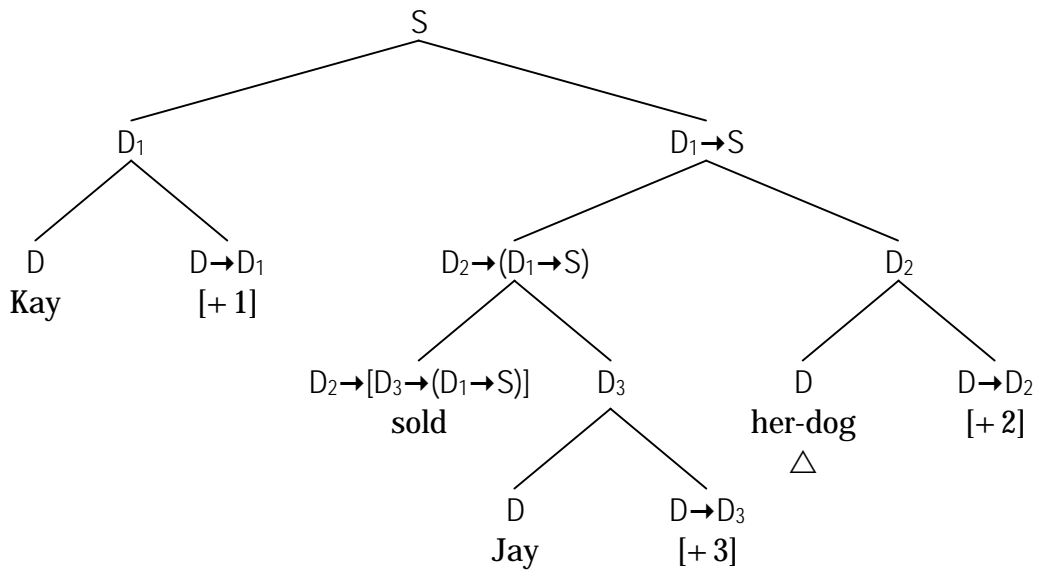 S
D₁ D₁→S
D D→D₁ D₂→(D₁→S) D₂
Kay [+1]
D₂→[D₃→(D₁→S)] D₃ D D→D₂
sold her-dog [+2]
D D→D₃
Jay [+3]